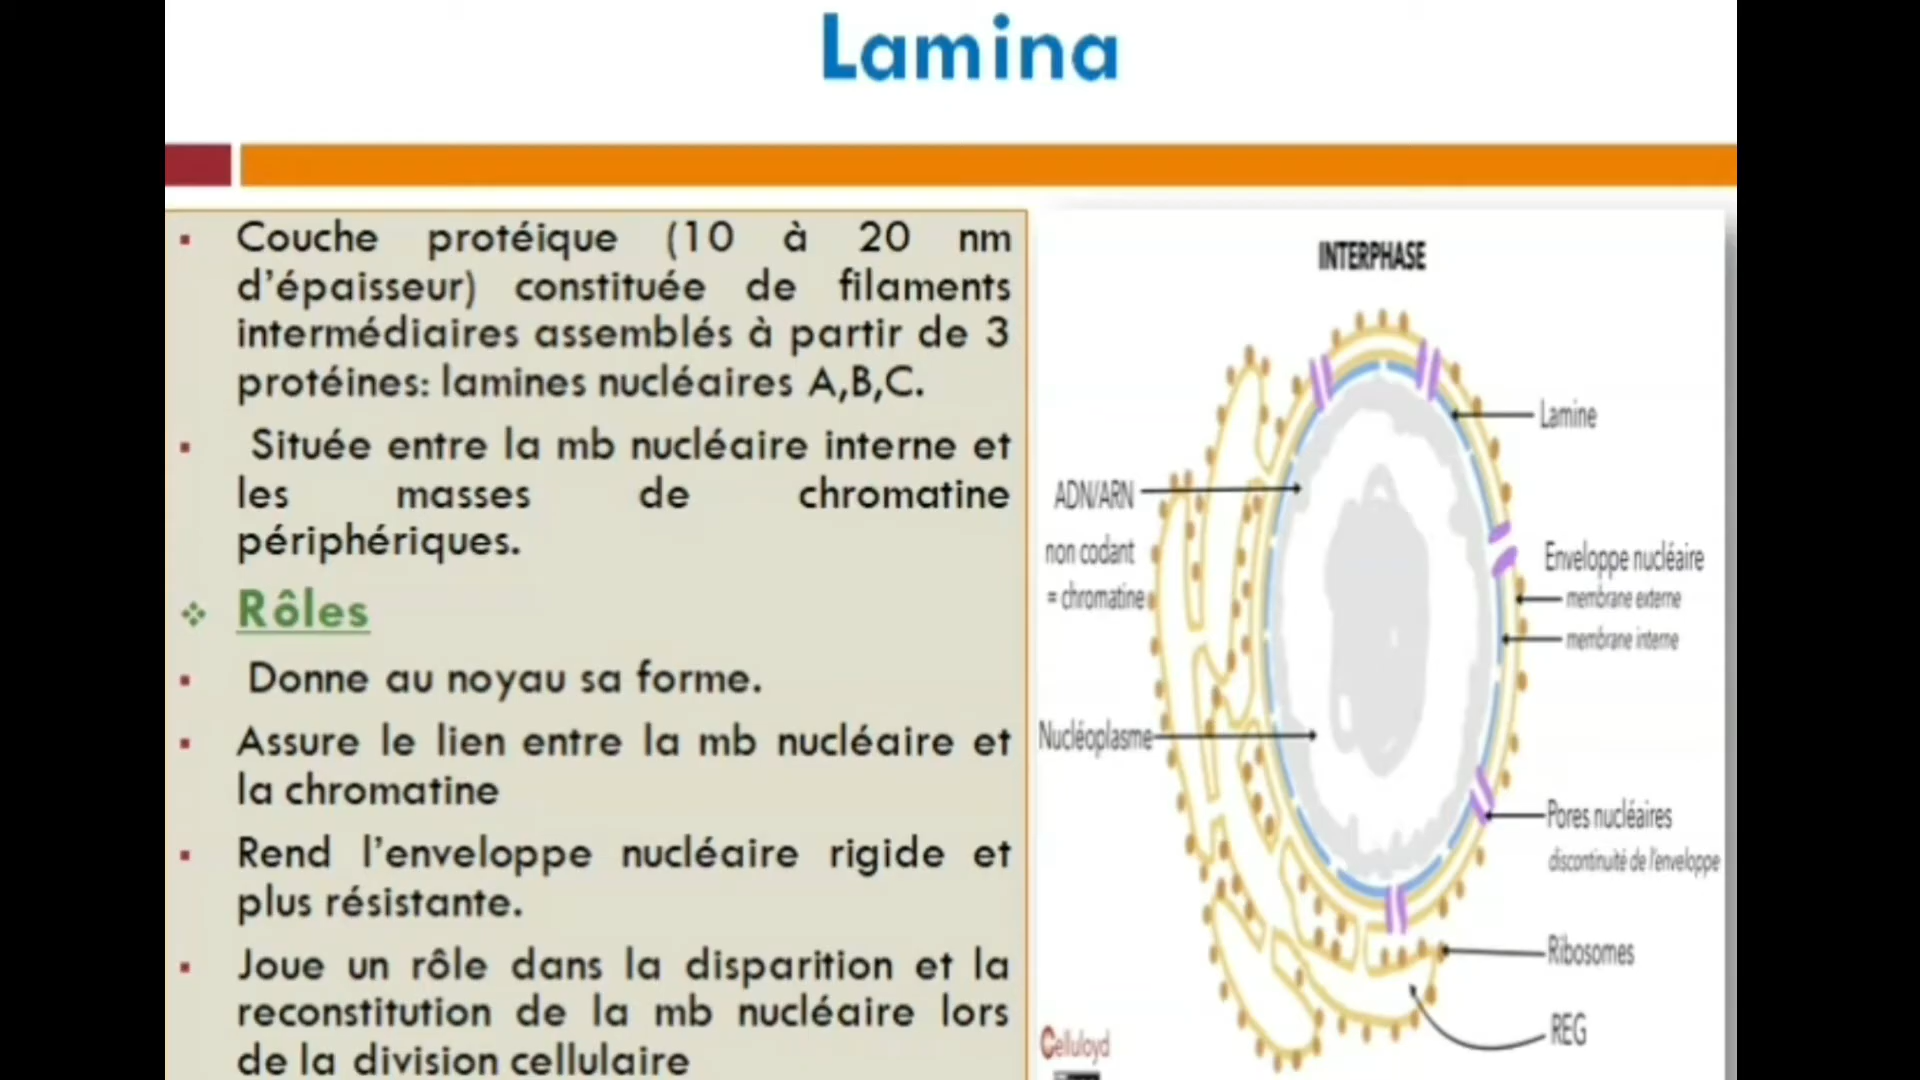 Lamina
Couche protéique (10 à 20 nm
d'épaisseur) constituée de filaments
intermédiaires assemblés à partir de 3
protéines: lamines nucléaires A,B,C.
Située entre la mb nucléaire interne et
les masses de chromatine
périphériques.
Rôles
Donne au noyau sa forme.
Assure le lien entre la mb nucléaire et
la chromatine
Rend l'enveloppe nucléaire rigide et
plus résistante.
Joue un rôle dans la disparition et la
reconstitution de la mb nucléaire lors
de la division cellulaire
INTERPHASE
Lamine
ADN/ARN
non codant
= chromatine
Enveloppe nucléaire
membrane externe
membrane interne
Nucléoplasme
Pores nucléaires
discontinuité de l'enveloppe
Ribosomes
REG
Celluloyd